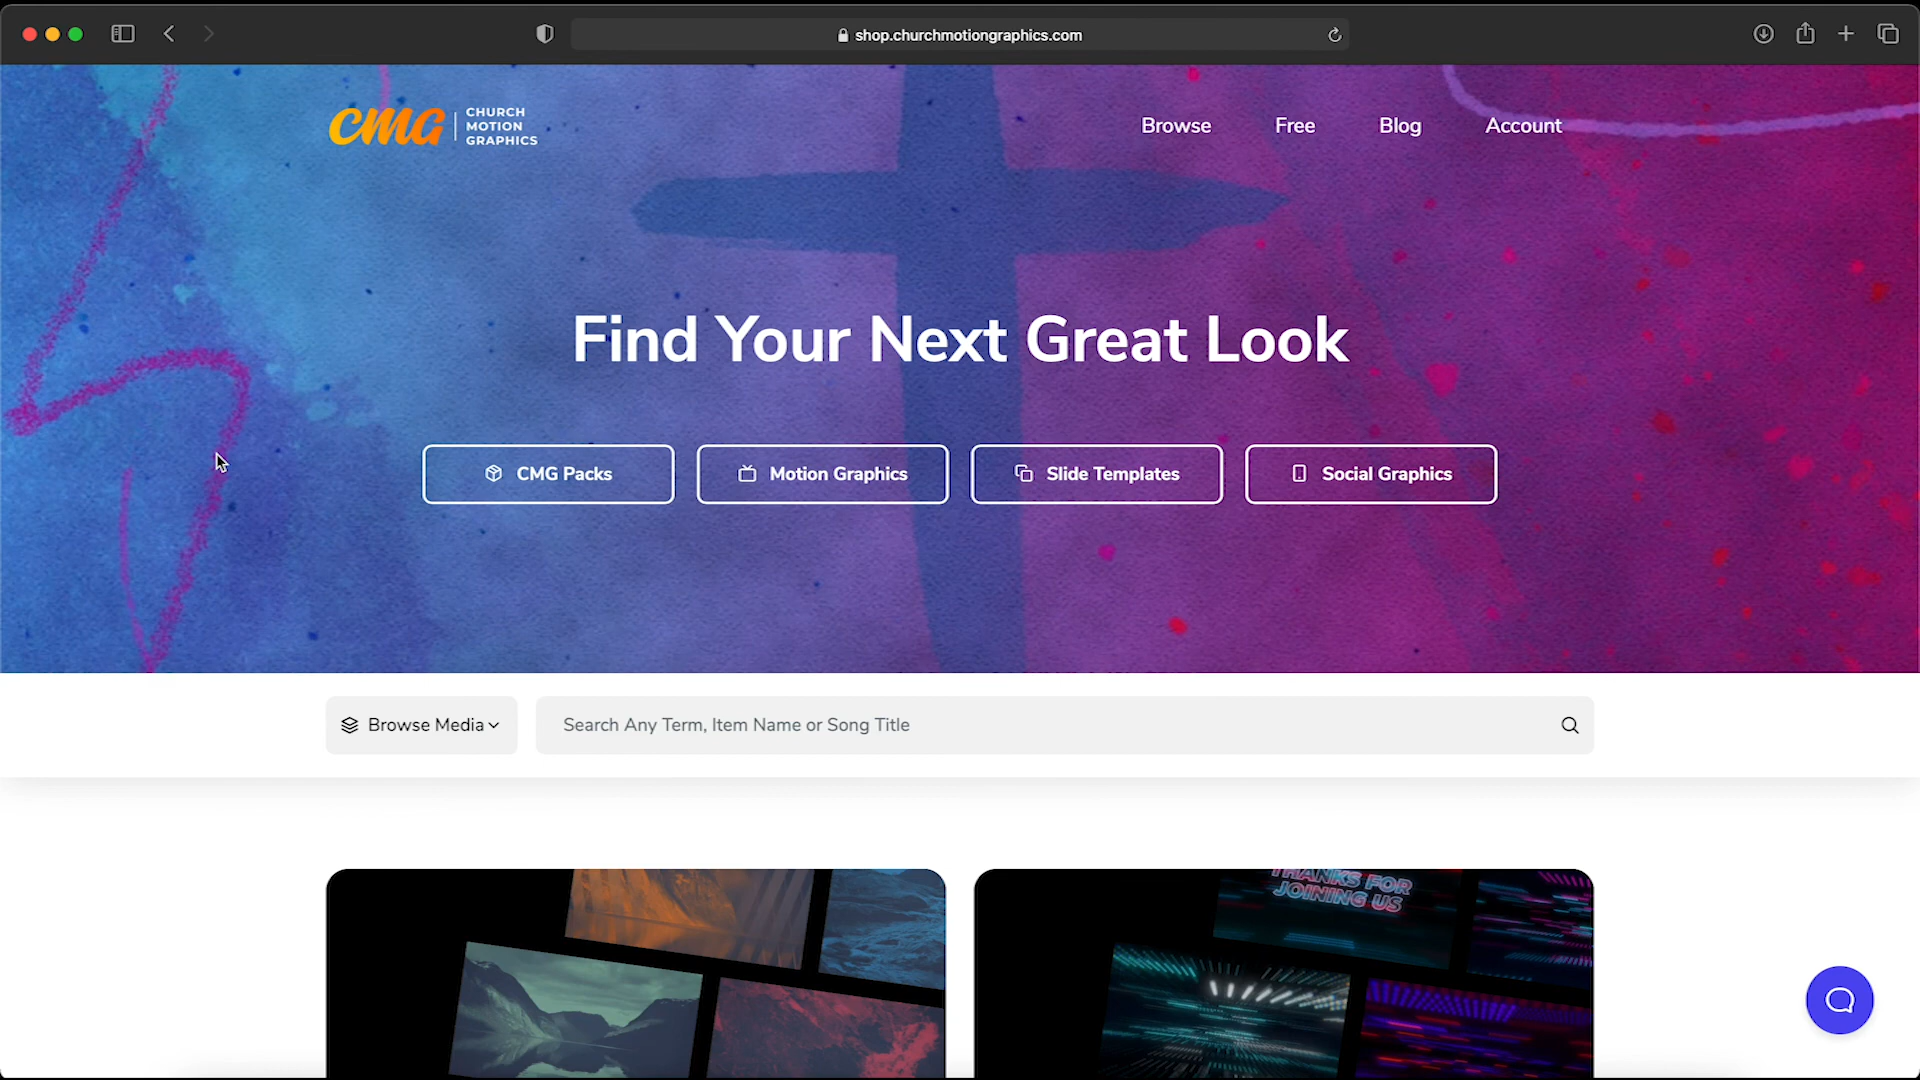 shop.churchmotiongraphics.com
CMG
CHURCH
MOTION
GRAPHICS
Browse
Free
Blog
Account
Find Your Next Great Look
CMG Packs
Motion Graphics
Slide Templates
Social Graphics
Browse Media
Search Any Term, Item Name or Song Title
THANKS FOR
JOINING US